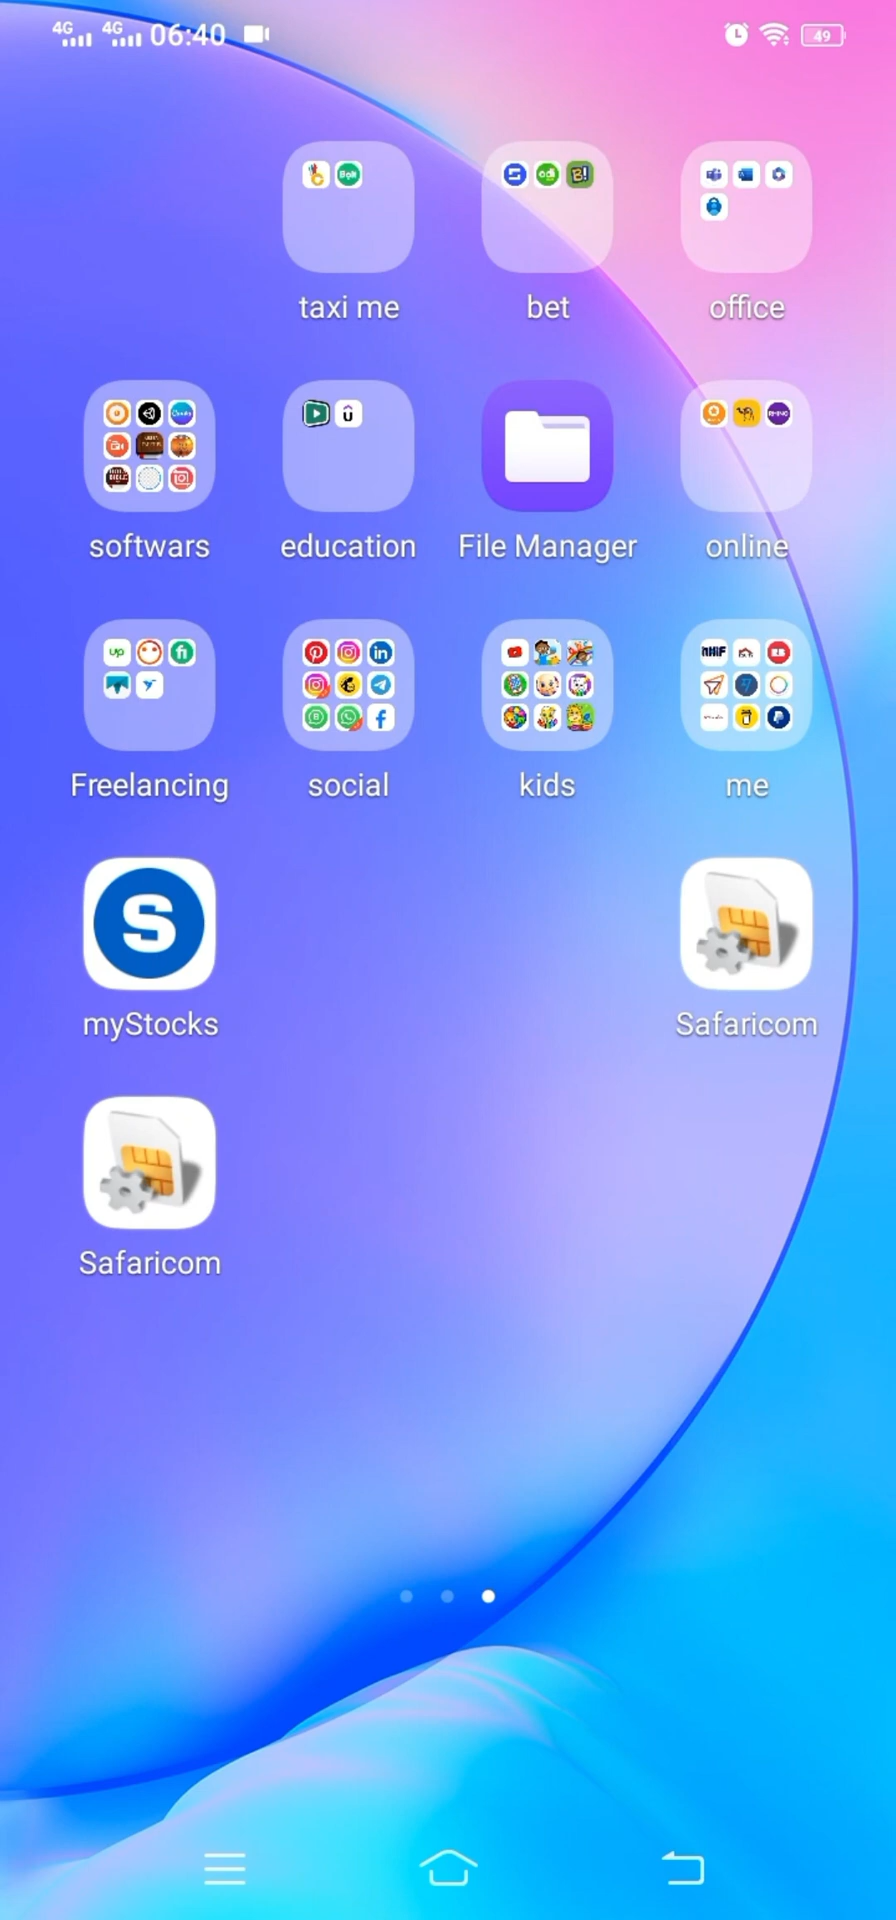 4G 4G 06:40 49
taxi me bet office
softwars education File Manager online
Freelancing social kids me
myStocks Safaricom
Safaricom